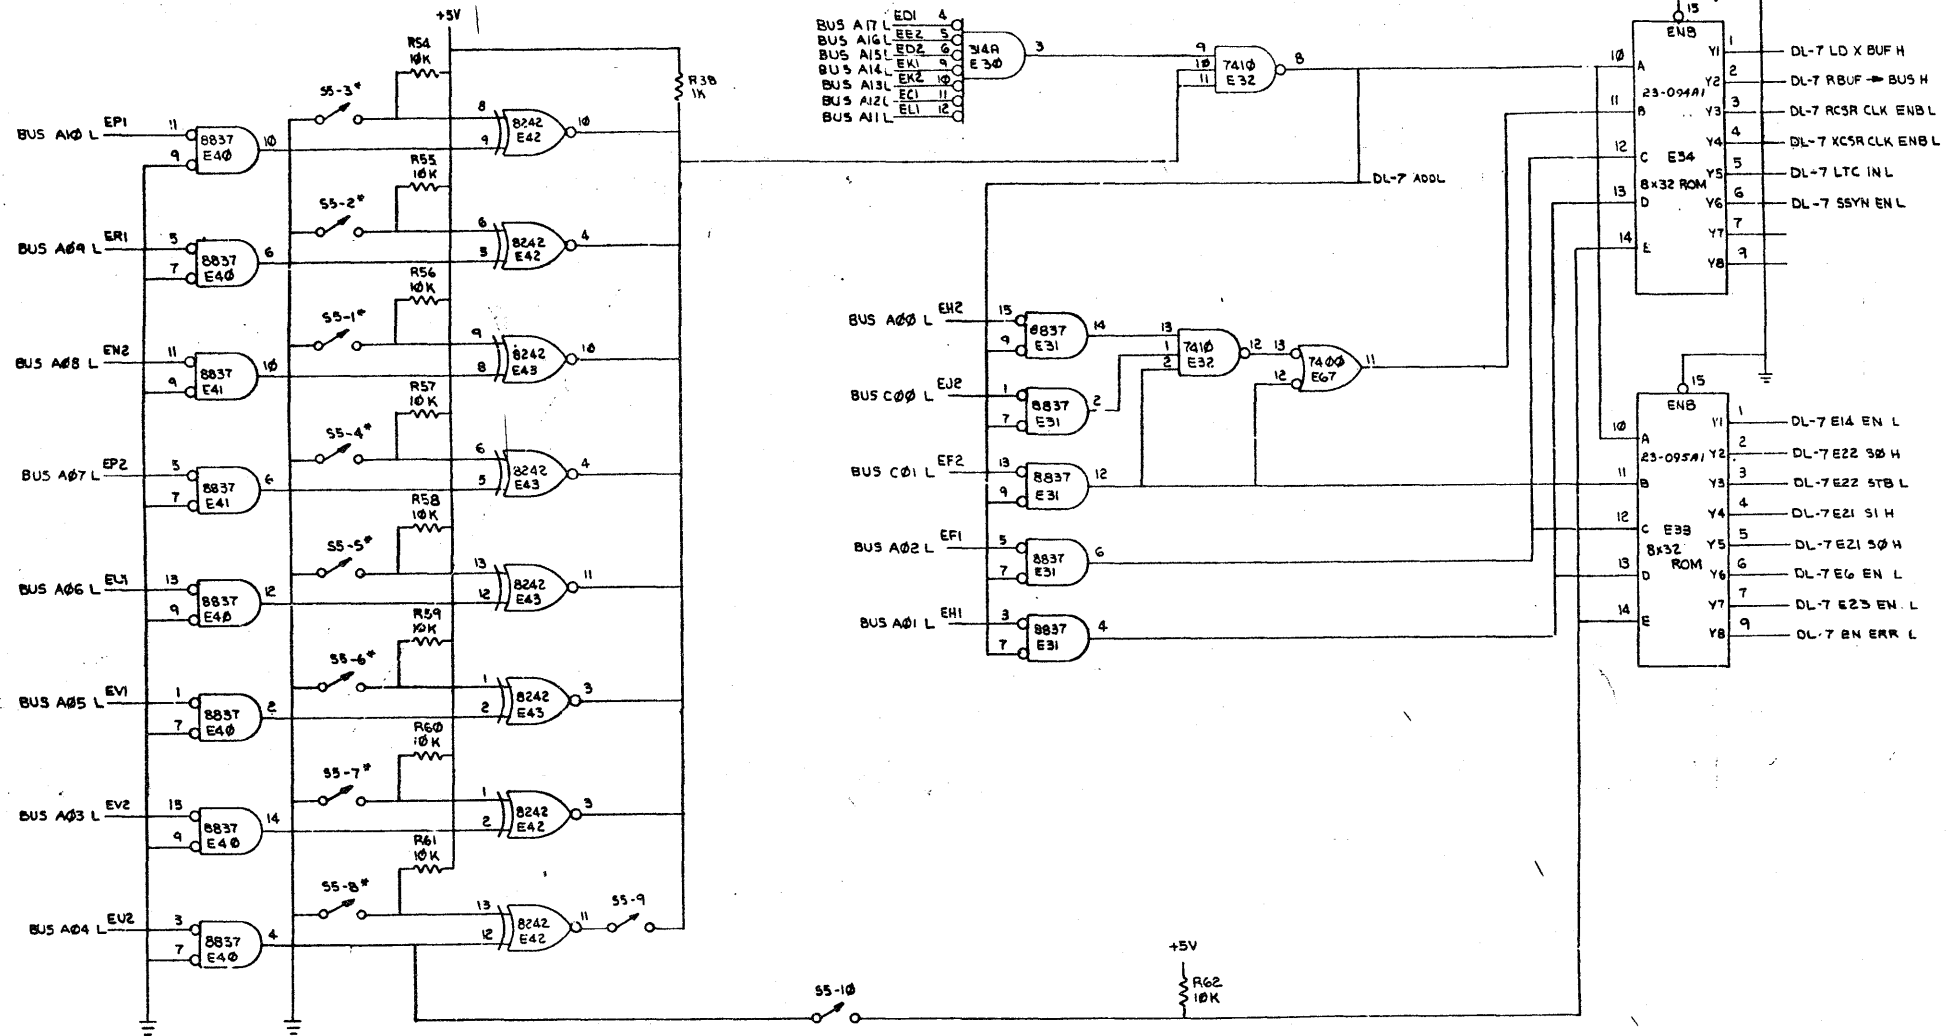 +5V
R54
10K
R38
1K
S5-3*
BUS A10 L EP1 11
9
8837
E40
10
8
9
8242
E42
10
R55
10K
S5-2*
BUS A09 L ER1 5
7
8837
E40
6
6
5
8242
E42
4
R56
10K
S5-1*
BUS A08 L EN2 11
9
8837
E41
10
9
8
8242
E43
10
R57
10K
S5-4*
BUS A07 L EP2 5
7
8837
E41
6
6
5
8242
E43
4
R58
10K
S5-5*
BUS A06 L EU1 13
9
8837
E40
12
13
12
8242
E43
11
R59
10K
S5-6*
BUS A05 L EV1 1
7
8837
E40
2
1
2
8242
E43
3
R60
10K
S5-7*
BUS A03 L EV2 15
9
8837
E40
14
1
2
8242
E42
3
R61
10K
S5-8*
BUS A04 L EU2 3
7
8837
E40
4
13
12
8242
E42
11
S5-9
S5-10
+5V
R62
10K
BUS A17 L ED1 4
BUS A16 L EE2 5
BUS A15 L ED2 6
BUS A14 L EK1 9
BUS A13 L EK2 10
BUS A12 L EC1 11
BUS A11 L EL1 12
314A
E30
3
9
10
11
7410
E32
8
DL-7 ADDL
BUS A00 L EH2 15
9
8837
E31
14
BUS C00 L EJ2 1
7
8837
E31
2
BUS C01 L EF2 13
9
8837
E31
12
BUS A02 L EF1 5
7
8837
E31
6
BUS A01 L EH1 3
7
8837
E31
4
13
1
2
7410
E32
12 13
12
7400
E67
11
15
ENB
10 A
11 B
12 C
13 D
14 E
23-094A1
E34
8X32 ROM
Y1 1 DL-7 LD X BUF H
Y2 2 DL-7 RBUF → BUS H
Y3 3 DL-7 RCSR CLK ENB L
Y4 4 DL-7 XCSR CLK ENB L
Y5 5 DL-7 LTC IN L
Y6 6 DL-7 SSYN EN L
Y7 7
Y8 9
15
ENB
10 A
11 B
12 C
13 D
14 E
23-095A1
E33
8X32
ROM
Y1 1 DL-7 E14 EN L
Y2 2 DL-7 E22 S0 H
Y3 3 DL-7 E22 STB L
Y4 4 DL-7 E21 S1 H
Y5 5 DL-7 E21 S0 H
Y6 6 DL-7 E6 EN L
Y7 7 DL-7 E23 EN L
Y8 9 DL-7 EN ERR L